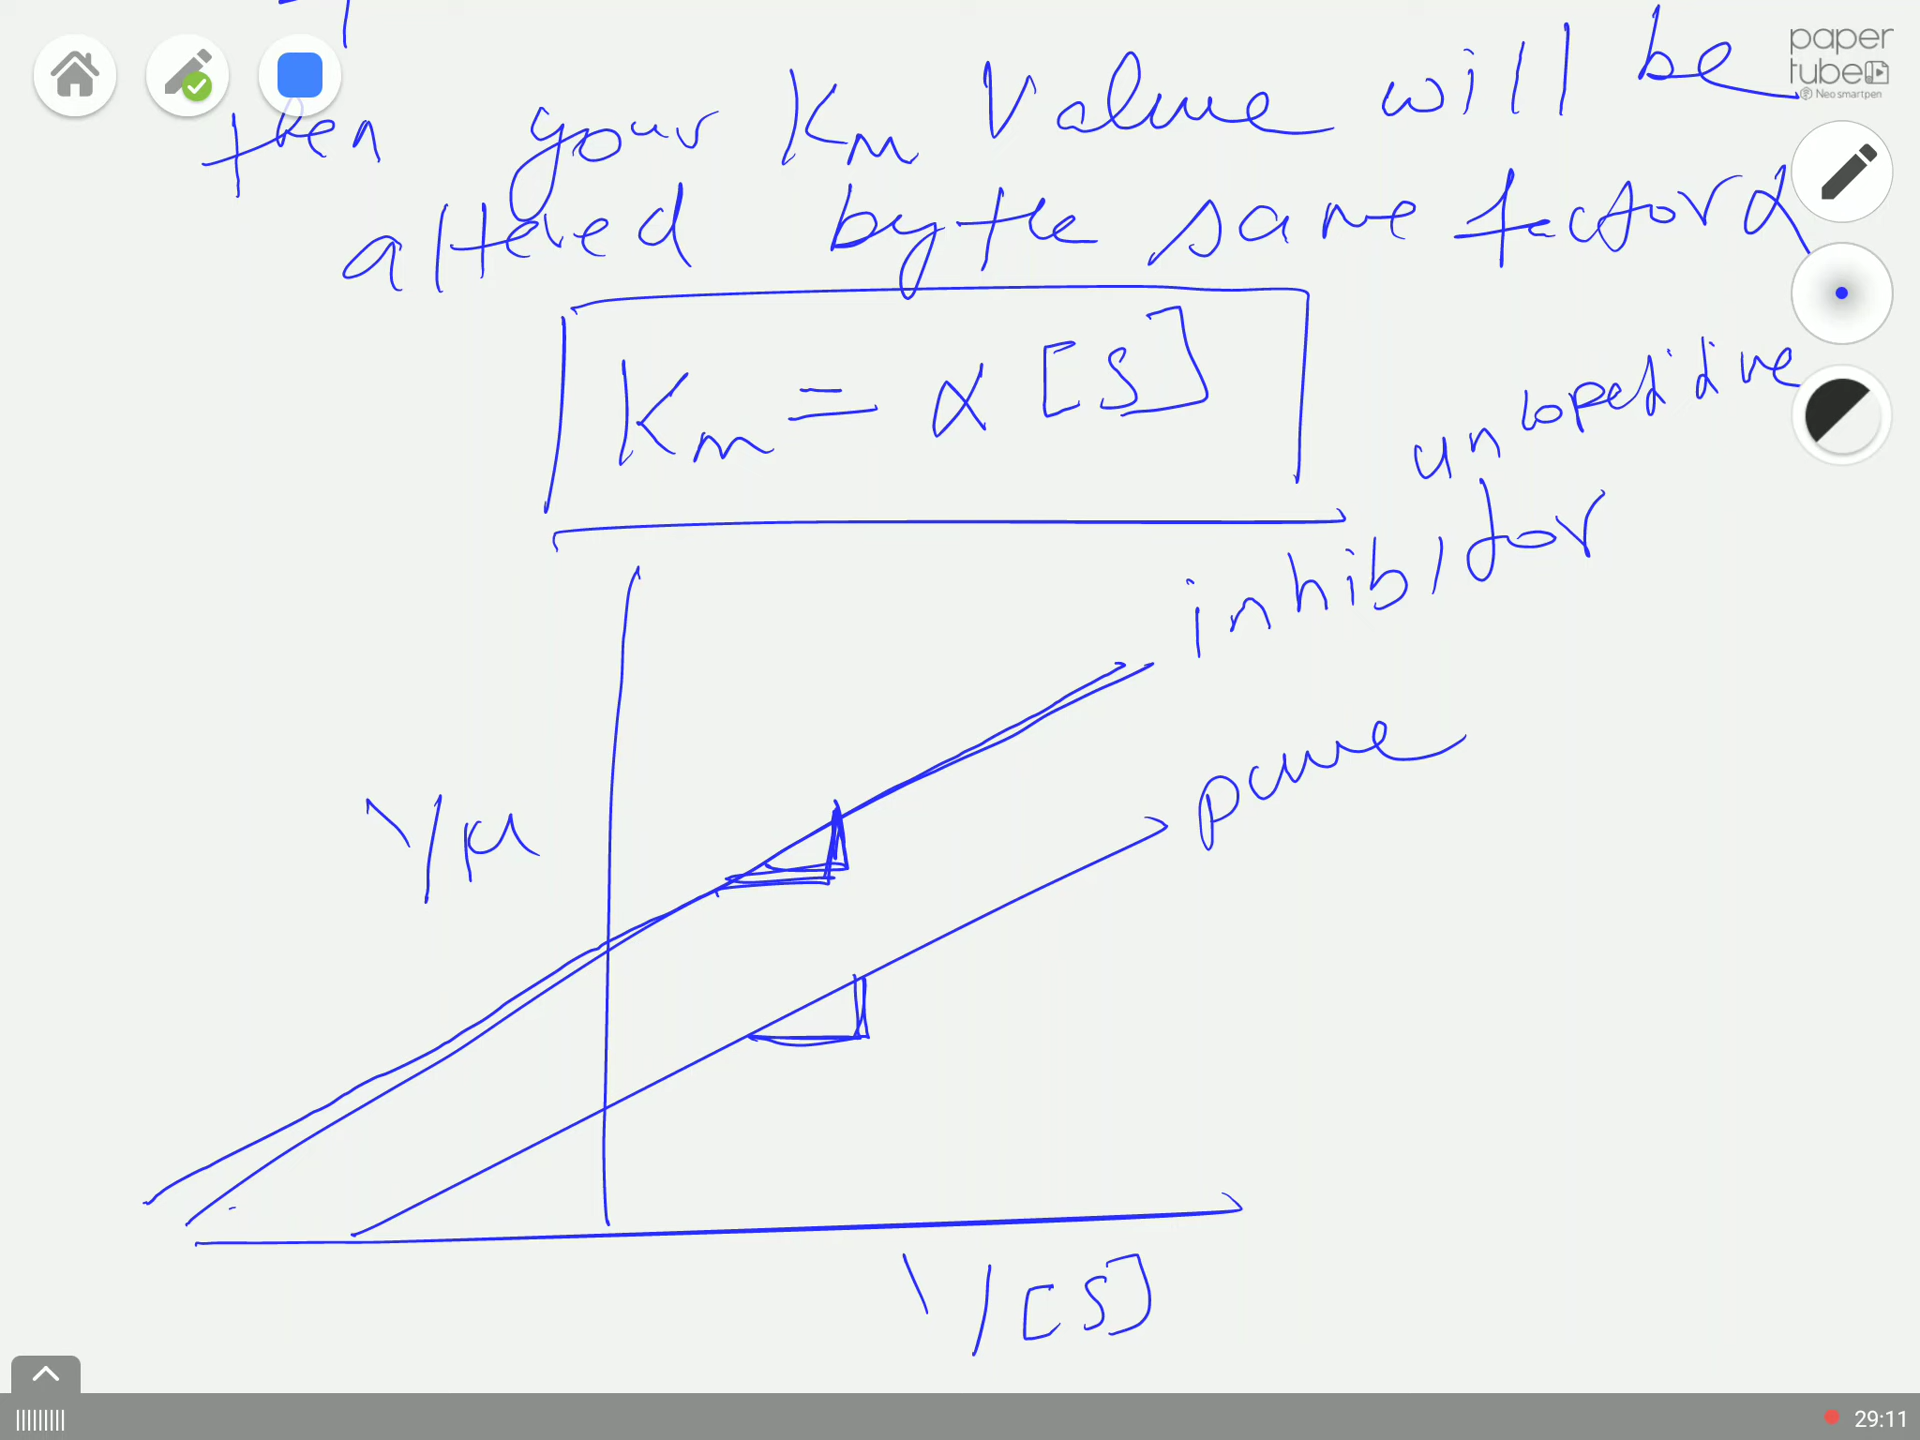 then your Km Value will be
altered by the same factor α
Km = α [S]
uncopetitive
inhibitor
pure
1/μ
1/[S]
paper
tube
Neo smartpen
29:11